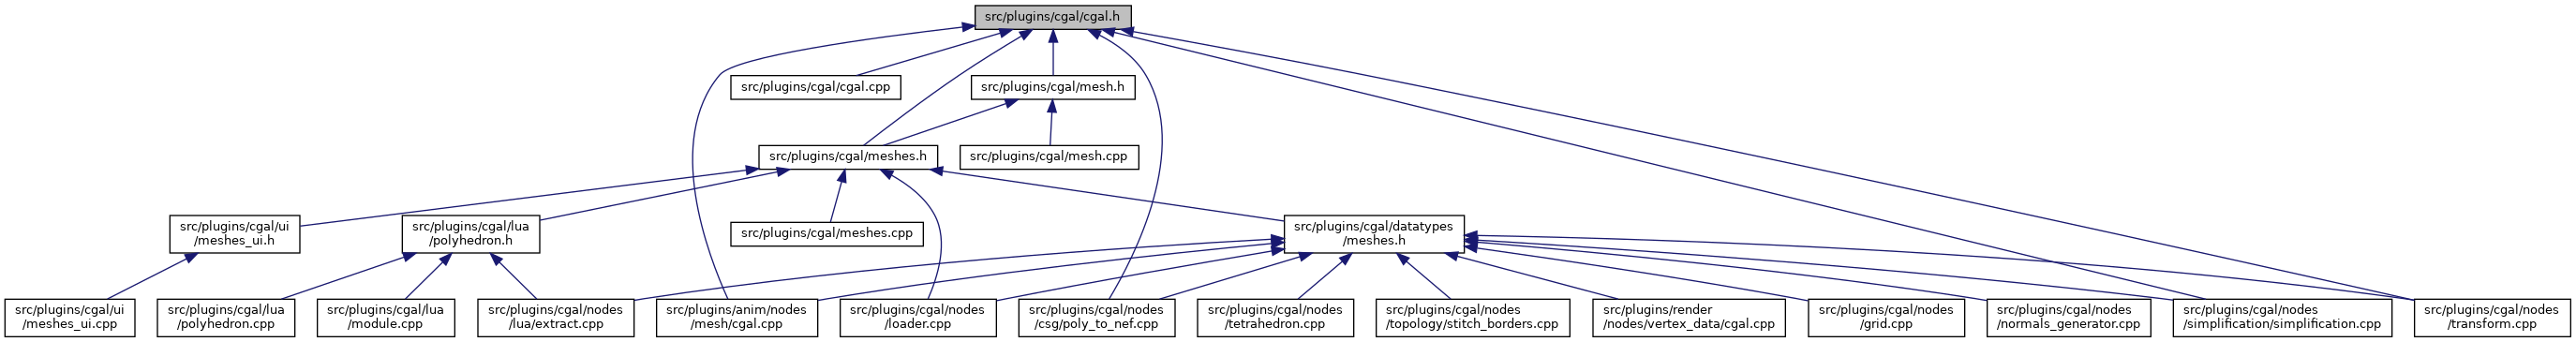 src/plugins/cgal/cgal.h
src/plugins/cgal/cgal.cpp
src/plugins/cgal/mesh.h
src/plugins/cgal/meshes.h
src/plugins/cgal/mesh.cpp
src/plugins/cgal/ui
/meshes_ui.h
src/plugins/cgal/lua
/polyhedron.h
src/plugins/cgal/meshes.cpp
src/plugins/cgal/datatypes
/meshes.h
src/plugins/cgal/ui
/meshes_ui.cpp
src/plugins/cgal/lua
/polyhedron.cpp
src/plugins/cgal/lua
/module.cpp
src/plugins/cgal/nodes
/lua/extract.cpp
src/plugins/anim/nodes
/mesh/cgal.cpp
src/plugins/cgal/nodes
/loader.cpp
src/plugins/cgal/nodes
/csg/poly_to_nef.cpp
src/plugins/cgal/nodes
/tetrahedron.cpp
src/plugins/cgal/nodes
/topology/stitch_borders.cpp
src/plugins/render
/nodes/vertex_data/cgal.cpp
src/plugins/cgal/nodes
/grid.cpp
src/plugins/cgal/nodes
/normals_generator.cpp
src/plugins/cgal/nodes
/simplification/simplification.cpp
src/plugins/cgal/nodes
/transform.cpp